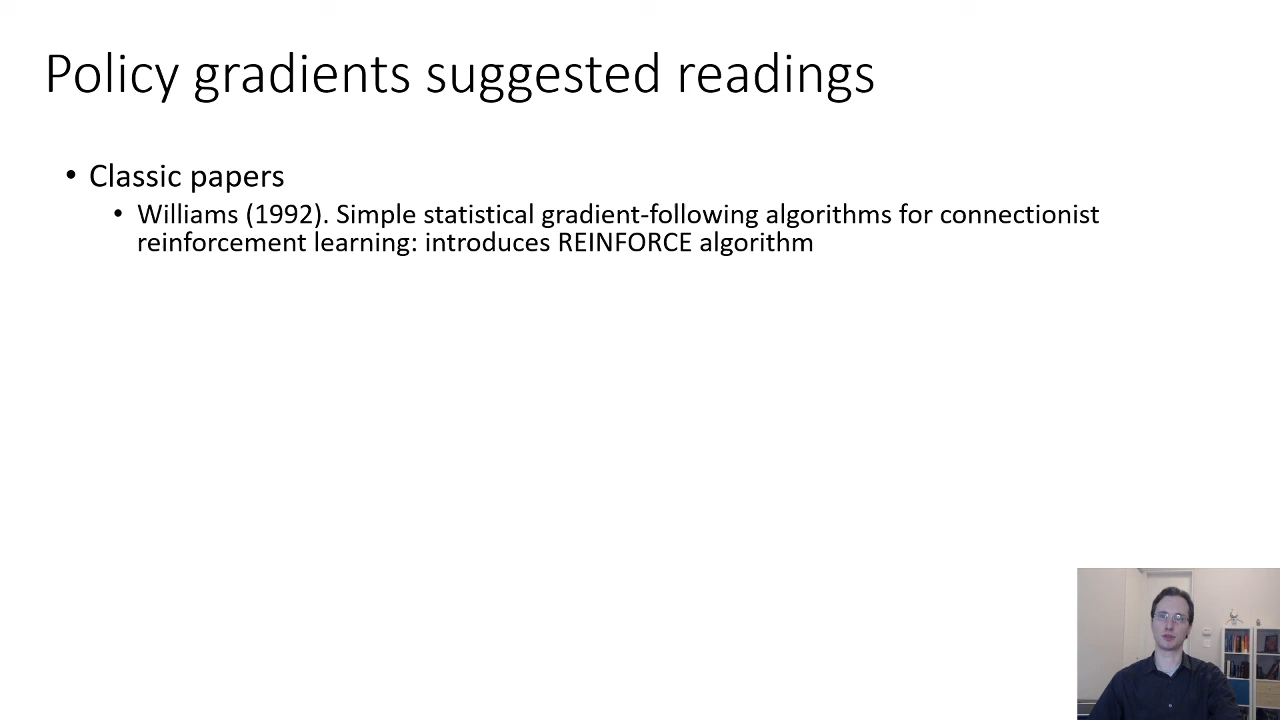 Policy gradients suggested readings
• Classic papers
• Williams (1992). Simple statistical gradient-following algorithms for connectionist
reinforcement learning: introduces REINFORCE algorithm